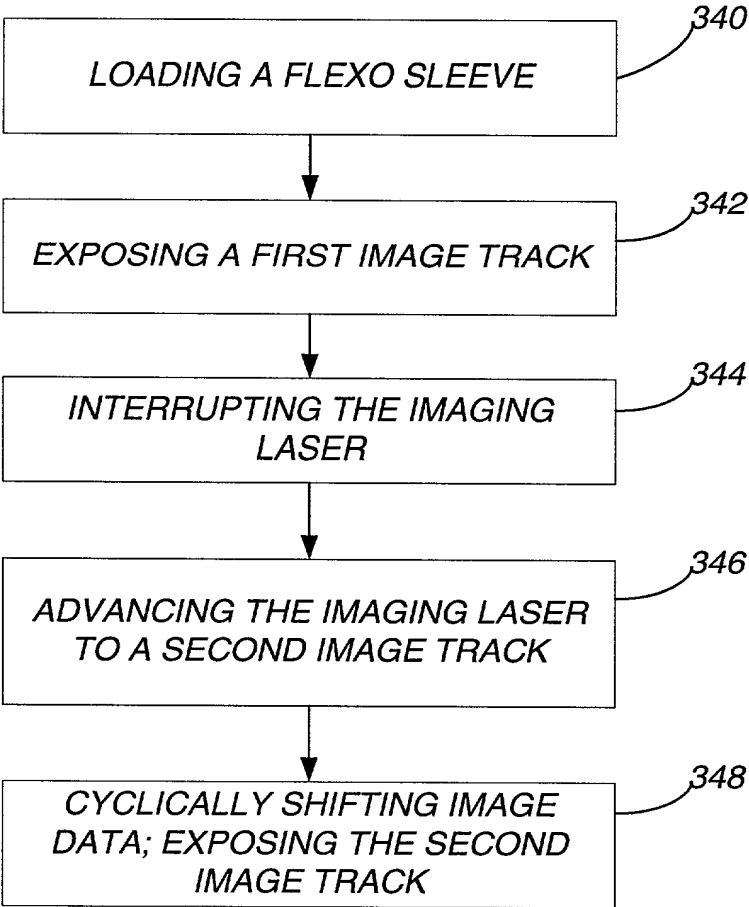 340
LOADING A FLEXO SLEEVE
342
EXPOSING A FIRST IMAGE TRACK
344
INTERRUPTING THE IMAGING
LASER
346
ADVANCING THE IMAGING LASER
TO A SECOND IMAGE TRACK
348
CYCLICALLY SHIFTING IMAGE
DATA; EXPOSING THE SECOND
IMAGE TRACK